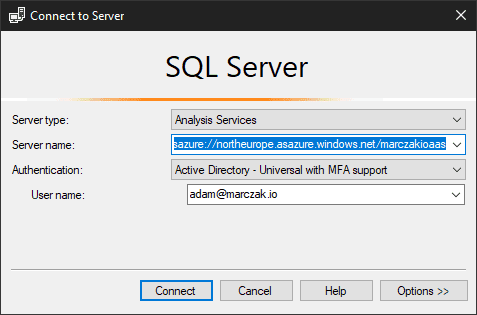 Connect to Server
SQL Server
Server type: Analysis Services
Server name: sazure://northeurope.asazure.windows.net/marczakioaas
Authentication: Active Directory - Universal with MFA support
User name: adam@marczak.io
Connect Cancel Help Options >>